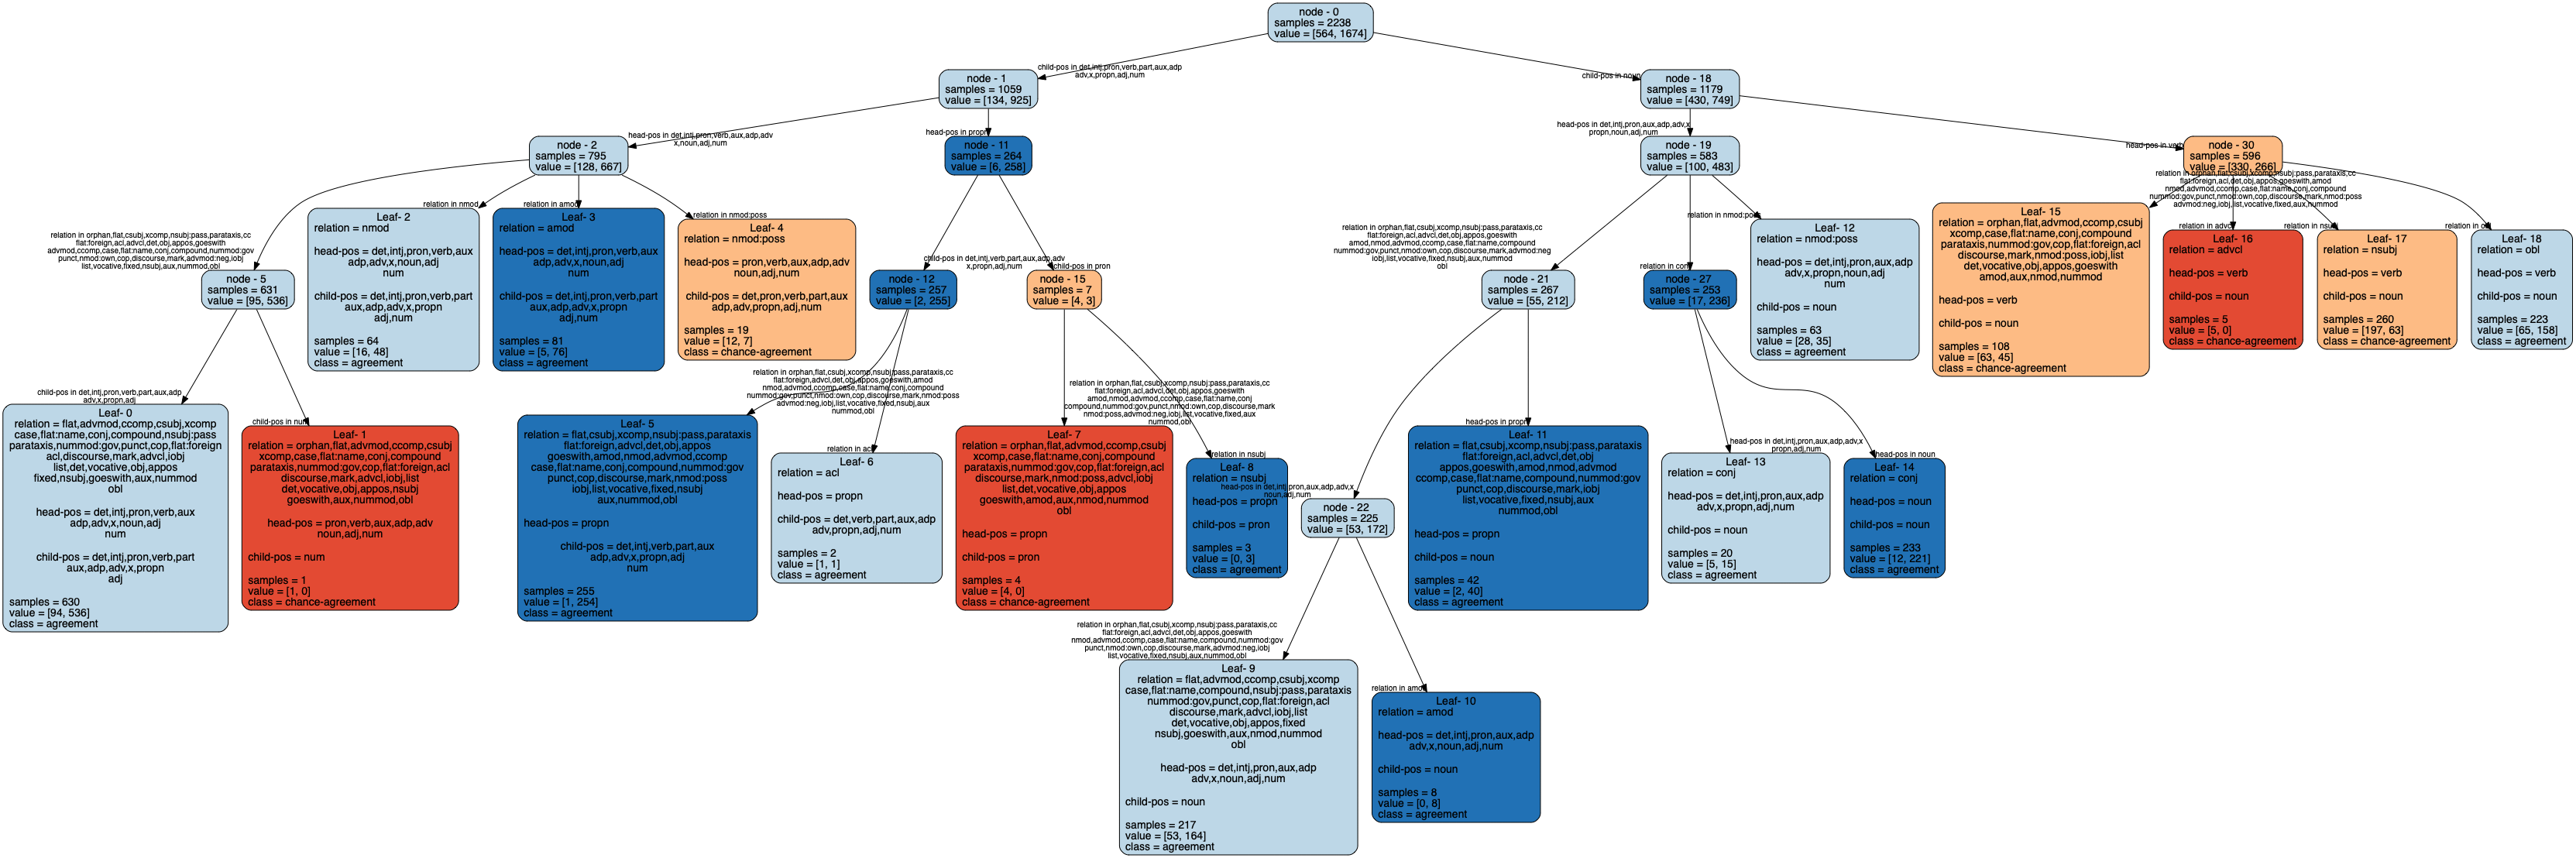 node - 0
samples = 2238
value = [564, 1674]
child-pos in det,intj,pron,verb,part,aux,adp
adv,x,propn,adj,num
node - 1
samples = 1059
value = [134, 925]
child-pos in noun
node - 18
samples = 1179
value = [430, 749]
head-pos in det,intj,pron,verb,aux,adp,adv
x,noun,adj,num
node - 2
samples = 795
value = [128, 667]
head-pos in propn
node - 11
samples = 264
value = [6, 258]
head-pos in det,intj,pron,aux,adp,adv,x
propn,noun,adj,num
node - 19
samples = 583
value = [100, 483]
head-pos in verb
node - 30
samples = 596
value = [330, 266]
relation in orphan,flat,csubj,xcomp,nsubj:pass,parataxis,cc
flat:foreign,acl,advcl,det,obj,appos,goeswith
advmod,ccomp,case,flat:name,conj,compound,nummod:gov
punct,nmod:own,cop,discourse,mark,advmod:neg,iobj
list,vocative,fixed,nsubj,aux,nummod,obl
node - 5
samples = 631
value = [95, 536]
relation in nmod
Leaf- 2
relation = nmod
head-pos = det,intj,pron,verb,aux
adp,adv,x,noun,adj
num
child-pos = det,intj,pron,verb,part
aux,adp,adv,x,propn
adj,num
samples = 64
value = [16, 48]
class = agreement
relation in amod
Leaf- 3
relation = amod
head-pos = det,intj,pron,verb,aux
adp,adv,x,noun,adj
num
child-pos = det,intj,pron,verb,part
aux,adp,adv,x,propn
adj,num
samples = 81
value = [5, 76]
class = agreement
relation in nmod:poss
Leaf- 4
relation = nmod:poss
head-pos = pron,verb,aux,adp,adv
noun,adj,num
child-pos = det,pron,verb,part,aux
adp,adv,propn,adj,num
samples = 19
value = [12, 7]
class = chance-agreement
child-pos in det,intj,verb,part,aux,adp,adv
x,propn,adj,num
node - 12
samples = 257
value = [2, 255]
child-pos in pron
node - 15
samples = 7
value = [4, 3]
relation in orphan,flat,csubj,xcomp,nsubj:pass,parataxis,cc
flat:foreign,acl,advcl,det,obj,appos,goeswith
amod,nmod,advmod,ccomp,case,flat:name,compound
nummod:gov,punct,nmod:own,cop,discourse,mark,advmod:neg
iobj,list,vocative,fixed,nsubj,aux,nummod
obl
node - 21
samples = 267
value = [55, 212]
relation in conj
node - 27
samples = 253
value = [17, 236]
relation in nmod:poss
Leaf- 12
relation = nmod:poss
head-pos = det,intj,pron,aux,adp
adv,x,propn,noun,adj
num
child-pos = noun
samples = 63
value = [28, 35]
class = agreement
relation in orphan,flat,csubj,xcomp,nsubj:pass,parataxis,cc
flat:foreign,acl,det,obj,appos,goeswith,amod
nmod,advmod,ccomp,case,flat:name,conj,compound
nummod:gov,punct,nmod:own,cop,discourse,mark,nmod:poss
advmod:neg,iobj,list,vocative,fixed,aux,nummod
Leaf- 15
relation = orphan,flat,advmod,ccomp,csubj
xcomp,case,flat:name,conj,compound
parataxis,nummod:gov,cop,flat:foreign,acl
discourse,mark,nmod:poss,iobj,list
det,vocative,obj,appos,goeswith
amod,aux,nmod,nummod
head-pos = verb
child-pos = noun
samples = 108
value = [63, 45]
class = chance-agreement
relation in advcl
Leaf- 16
relation = advcl
head-pos = verb
child-pos = noun
samples = 5
value = [5, 0]
class = chance-agreement
relation in nsubj
Leaf- 17
relation = nsubj
head-pos = verb
child-pos = noun
samples = 260
value = [197, 63]
class = chance-agreement
relation in obl
Leaf- 18
relation = obl
head-pos = verb
child-pos = noun
samples = 223
value = [65, 158]
class = agreement
child-pos in det,intj,pron,verb,part,aux,adp
adv,x,propn,adj
Leaf- 0
relation = flat,advmod,ccomp,csubj,xcomp
case,flat:name,conj,compound,nsubj:pass
parataxis,nummod:gov,punct,cop,flat:foreign
acl,discourse,mark,advcl,iobj
list,det,vocative,obj,appos
fixed,nsubj,goeswith,aux,nummod
obl
head-pos = det,intj,pron,verb,aux
adp,adv,x,noun,adj
num
child-pos = det,intj,pron,verb,part
aux,adp,adv,x,propn
adj
samples = 630
value = [94, 536]
class = agreement
child-pos in num
Leaf- 1
relation = orphan,flat,advmod,ccomp,csubj
xcomp,case,flat:name,conj,compound
parataxis,nummod:gov,cop,flat:foreign,acl
discourse,mark,advcl,iobj,list
det,vocative,obj,appos,nsubj
goeswith,aux,nummod,obl
head-pos = pron,verb,aux,adp,adv
noun,adj,num
child-pos = num
samples = 1
value = [1, 0]
class = chance-agreement
relation in orphan,flat,csubj,xcomp,nsubj:pass,parataxis,cc
flat:foreign,advcl,det,obj,appos,goeswith,amod
nmod,advmod,ccomp,case,flat:name,conj,compound
nummod:gov,punct,nmod:own,cop,discourse,mark,nmod:poss
advmod:neg,iobj,list,vocative,fixed,nsubj,aux
nummod,obl
Leaf- 5
relation = flat,csubj,xcomp,nsubj:pass,parataxis
flat:foreign,advcl,det,obj,appos
goeswith,amod,nmod,advmod,ccomp
case,flat:name,conj,compound,nummod:gov
punct,cop,discourse,mark,nmod:poss
iobj,list,vocative,fixed,nsubj
aux,nummod,obl
head-pos = propn
child-pos = det,intj,verb,part,aux
adp,adv,x,propn,adj
num
samples = 255
value = [1, 254]
class = agreement
relation in acl
Leaf- 6
relation = acl
head-pos = propn
child-pos = det,verb,part,aux,adp
adv,propn,adj,num
samples = 2
value = [1, 1]
class = agreement
relation in orphan,flat,csubj,xcomp,nsubj:pass,parataxis,cc
flat:foreign,acl,advcl,det,obj,appos,goeswith
amod,nmod,advmod,ccomp,case,flat:name,conj
compound,nummod:gov,punct,nmod:own,cop,discourse,mark
nmod:poss,advmod:neg,iobj,list,vocative,fixed,aux
nummod,obl
Leaf- 7
relation = orphan,flat,advmod,ccomp,csubj
xcomp,case,flat:name,conj,compound
parataxis,nummod:gov,cop,flat:foreign,acl
discourse,mark,nmod:poss,advcl,iobj
list,det,vocative,obj,appos
goeswith,amod,aux,nmod,nummod
obl
head-pos = propn
child-pos = pron
samples = 4
value = [4, 0]
class = chance-agreement
relation in nsubj
Leaf- 8
relation = nsubj
head-pos = propn
child-pos = pron
samples = 3
value = [0, 3]
class = agreement
head-pos in det,intj,pron,aux,adp,adv,x
noun,adj,num
node - 22
samples = 225
value = [53, 172]
head-pos in propn
Leaf- 11
relation = flat,csubj,xcomp,nsubj:pass,parataxis
flat:foreign,acl,advcl,det,obj
appos,goeswith,amod,nmod,advmod
ccomp,case,flat:name,compound,nummod:gov
punct,cop,discourse,mark,iobj
list,vocative,fixed,nsubj,aux
nummod,obl
head-pos = propn
child-pos = noun
samples = 42
value = [2, 40]
class = agreement
head-pos in det,intj,pron,aux,adp,adv,x
propn,adj,num
Leaf- 13
relation = conj
head-pos = det,intj,pron,aux,adp
adv,x,propn,adj,num
child-pos = noun
samples = 20
value = [5, 15]
class = agreement
head-pos in noun
Leaf- 14
relation = conj
head-pos = noun
child-pos = noun
samples = 233
value = [12, 221]
class = agreement
relation in orphan,flat,csubj,xcomp,nsubj:pass,parataxis,cc
flat:foreign,acl,advcl,det,obj,appos,goeswith
nmod,advmod,ccomp,case,flat:name,compound,nummod:gov
punct,nmod:own,cop,discourse,mark,advmod:neg,iobj
list,vocative,fixed,nsubj,aux,nummod,obl
Leaf- 9
relation = flat,advmod,ccomp,csubj,xcomp
case,flat:name,compound,nsubj:pass,parataxis
nummod:gov,punct,cop,flat:foreign,acl
discourse,mark,advcl,iobj,list
det,vocative,obj,appos,fixed
nsubj,goeswith,aux,nmod,nummod
obl
head-pos = det,intj,pron,aux,adp
adv,x,noun,adj,num
child-pos = noun
samples = 217
value = [53, 164]
class = agreement
relation in amod
Leaf- 10
relation = amod
head-pos = det,intj,pron,aux,adp
adv,x,noun,adj,num
child-pos = noun
samples = 8
value = [0, 8]
class = agreement